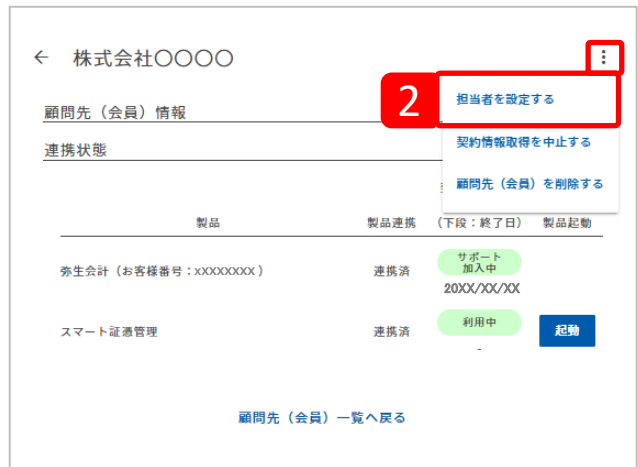 ← 株式会社〇〇〇〇
2
担当者を設定する
顧問先（会員）情報
契約情報取得を中止する
連携状態
顧問先（会員）を削除する
製品 製品連携 （下段：終了日） 製品起動
弥生会計（お客様番号：xXXXXXXX ） 連携済 サポート
加入中
20XX/XX/XX
スマート証憑管理 連携済 利用中 起動
-
顧問先（会員）一覧へ戻る